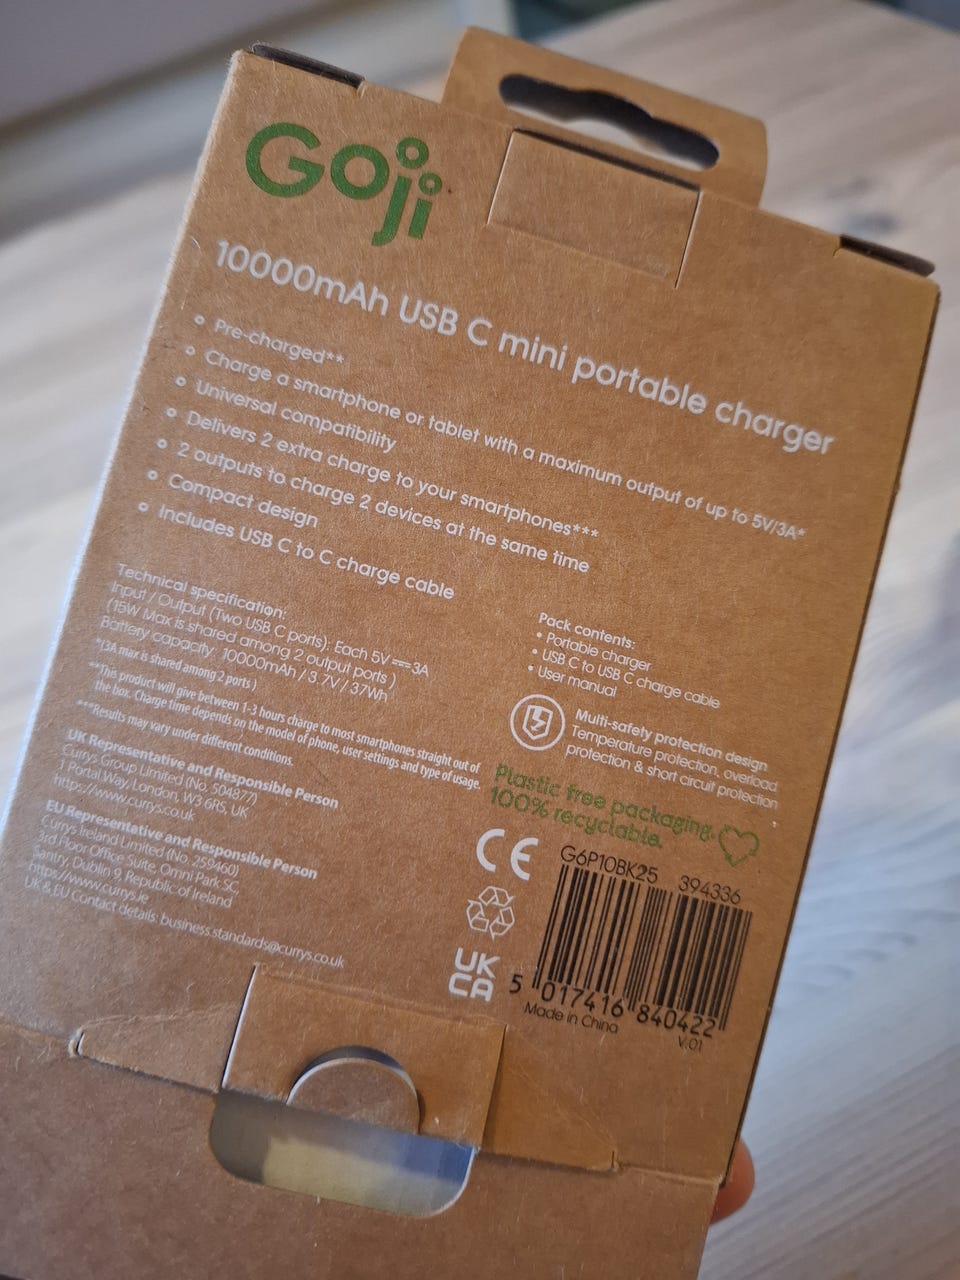 Goji
10000mAh USB C mini portable charger
Pre-charged**
Charge a smartphone or tablet with a maximum output of up to 5V/3A*
Universal compatibility
Delivers 2 extra charge to your smartphones***
2 outputs to charge 2 devices at the same time
Compact design
Includes USB C to C charge cable
Technical specification:
Input / Output (Two USB C ports): Each 5V⎓3A
(15W Max is shared among 2 output ports )
Battery capacity: 10000mAh / 3.7V / 37Wh
*(3A max is shared among 2 ports )
**This product will give between 1-3 hours charge to most smartphones straight out of
the box. Charge time depends on the model of phone, user settings and type of usage.
***Results may vary under different conditions.
UK Representative and Responsible Person
Currys Group Limited (No. 504877)
1 Portal Way, London, W3 6RS, UK
https://www.currys.co.uk
EU Representative and Responsible Person
Currys Ireland Limited (No. 259460)
3rd Floor Office Suite, Omni Park SC,
Santry, Dublin 9, Republic of Ireland
https://www.currys.ie
UK & EU Contact details: business.standards@currys.co.uk
Pack contents:
• Portable charger
• USB C to USB C charge cable
• User manual
Multi-safety protection design
Temperature protection, overload
protection & short circuit protection
Plastic free packaging.
100% recyclable.
CE
UK
CA
G6P10BK25 394336
5 017416 840422
Made in China
V.01